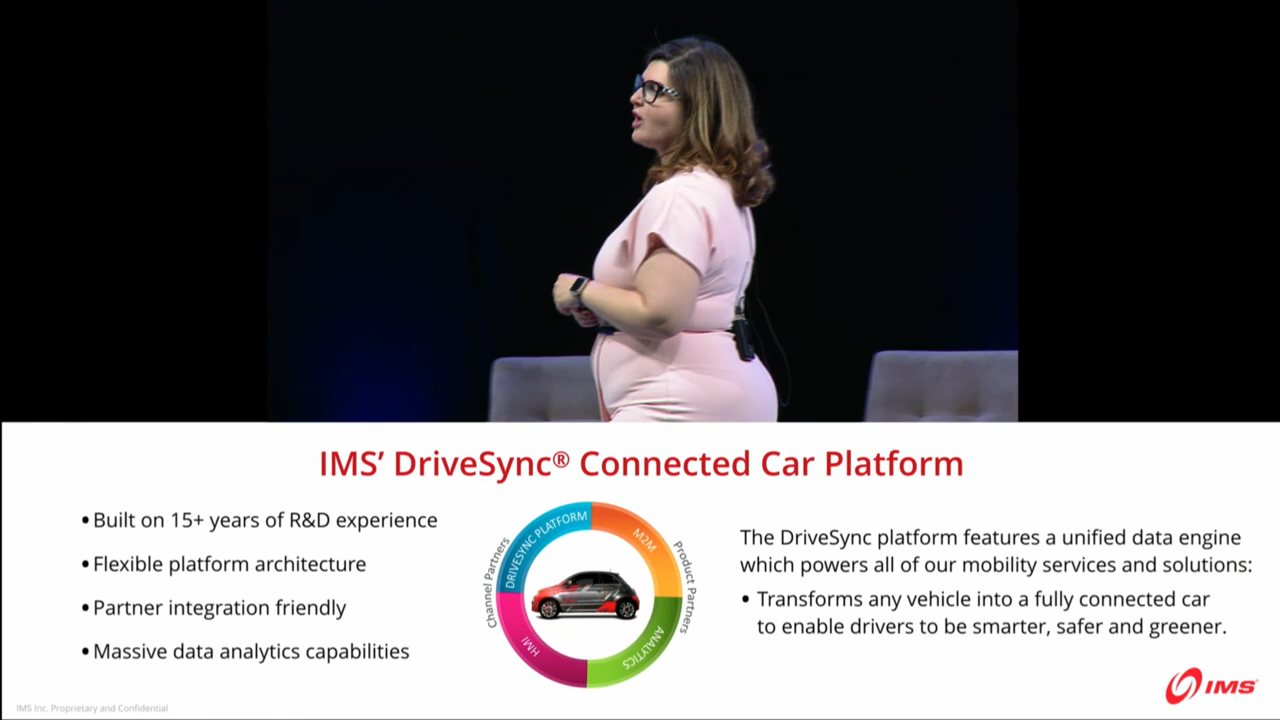 IMS’ DriveSync® Connected Car Platform
• Built on 15+ years of R&D experience
• Flexible platform architecture
• Partner integration friendly
• Massive data analytics capabilities
Channel Partners
DRIVESYNC PLATFORM
M2M
Product Partners
HMI
ANALYTICS
The DriveSync platform features a unified data engine
which powers all of our mobility services and solutions:
• Transforms any vehicle into a fully connected car
to enable drivers to be smarter, safer and greener.
IMS
IMS Inc. Proprietary and Confidential